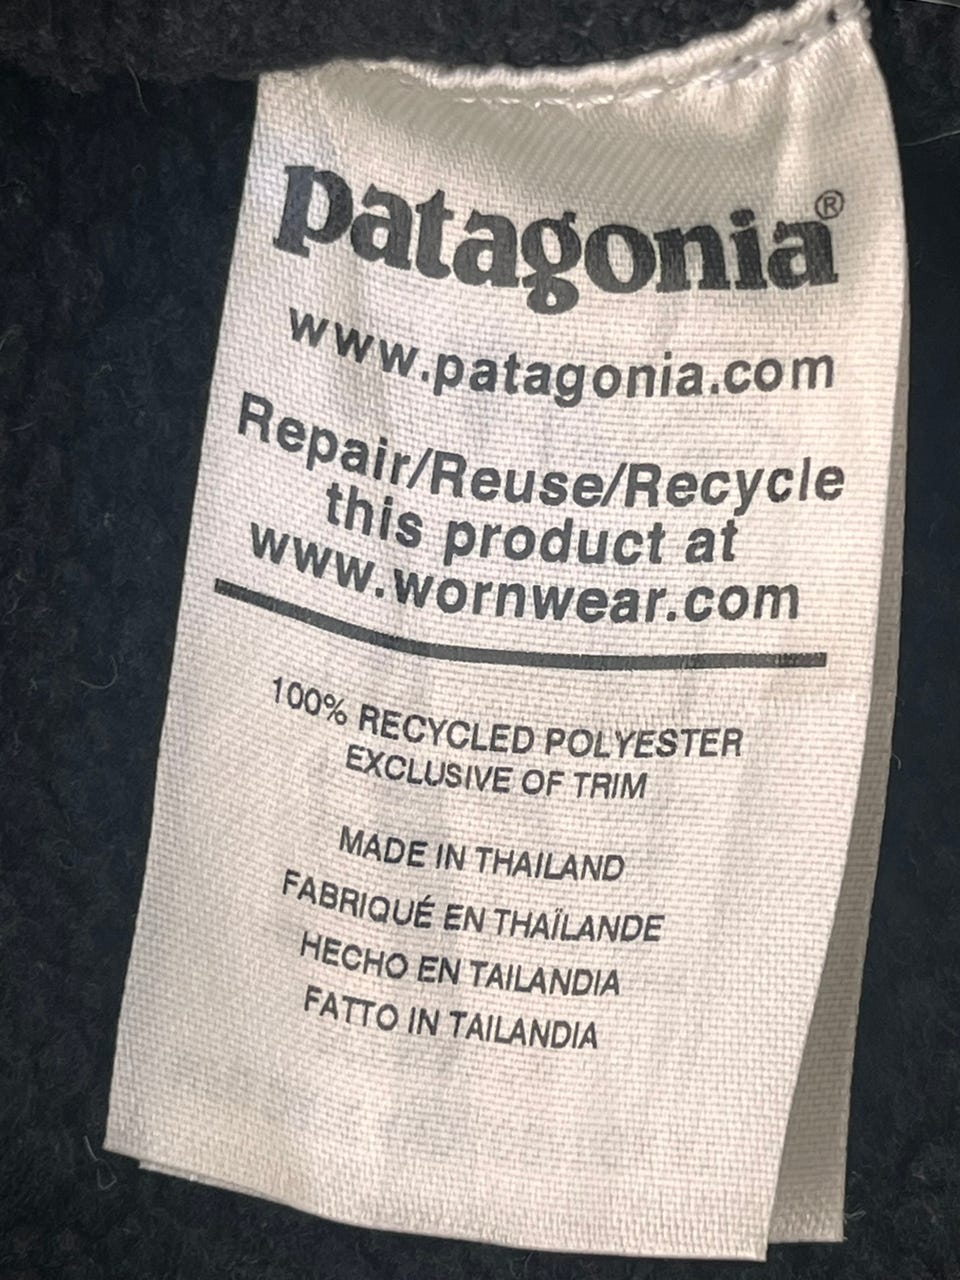 patagonia®
www.patagonia.com
Repair/Reuse/Recycle
this product at
www.wornwear.com
100% RECYCLED POLYESTER
EXCLUSIVE OF TRIM
MADE IN THAILAND
FABRIQUÉ EN THAÏLANDE
HECHO EN TAILANDIA
FATTO IN TAILANDIA